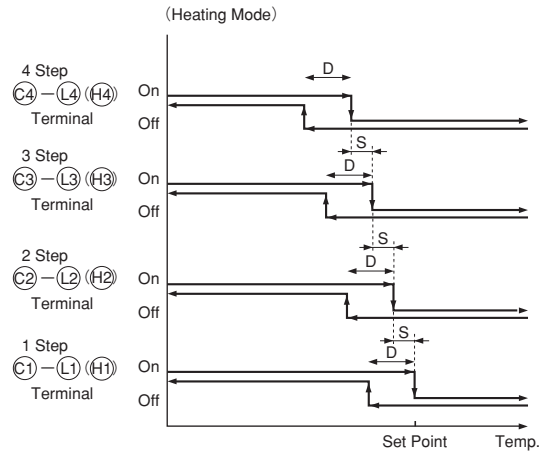 (Heating Mode)
4 Step
C4 — L4 (H4)
Terminal
On
Off
D
S
3 Step
C3 — L3 (H3)
Terminal
On
Off
D
S
2 Step
C2 — L2 (H2)
Terminal
On
Off
D
S
1 Step
C1 — L1 (H1)
Terminal
On
Off
D
Set Point
Temp.